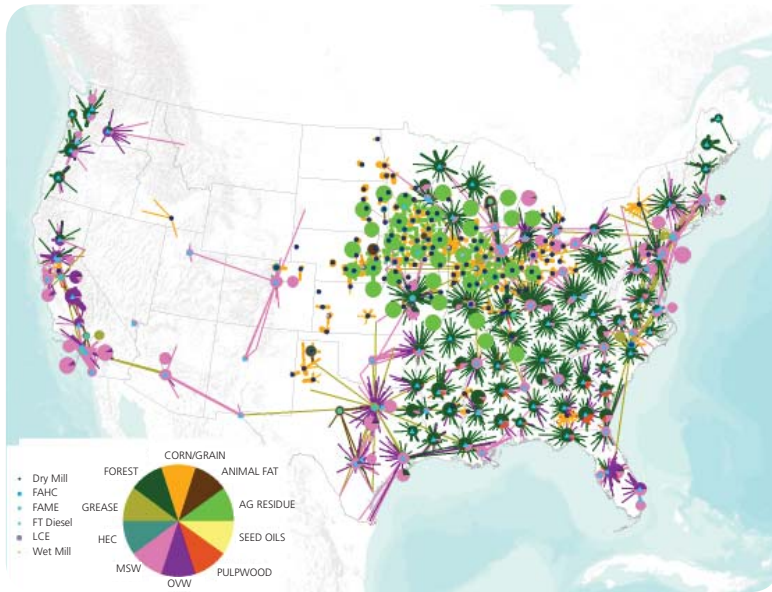 CORN/GRAIN
FOREST
ANIMAL FAT
Dry Mill
FAHC
GREASE
AG RESIDUE
FAME
FT Diesel
HEC
SEED OILS
LCE
Wet Mill
MSW
PULPWOOD
OVW